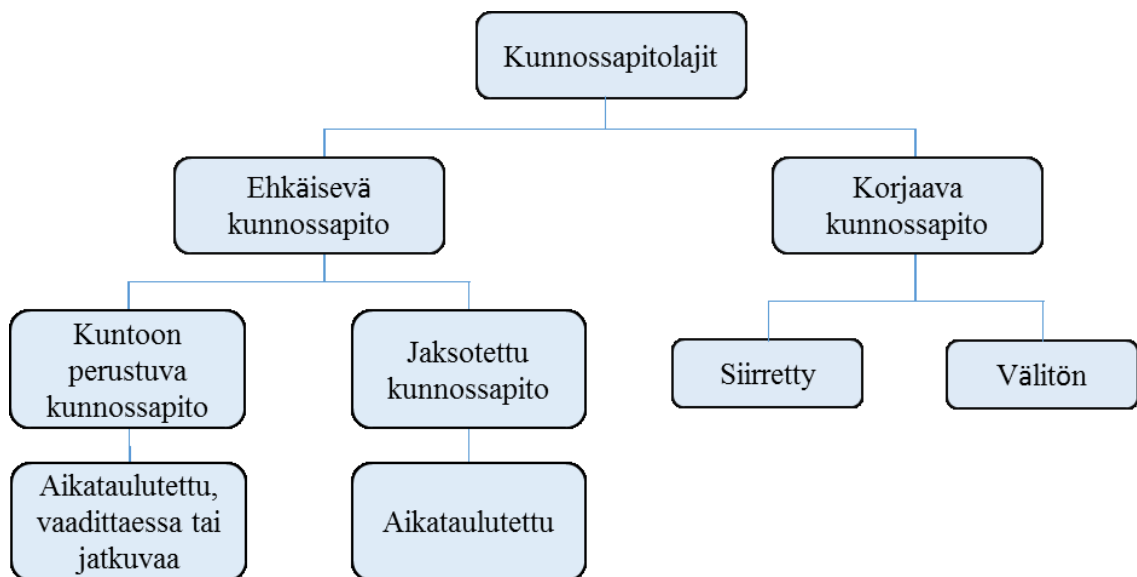 Kunnossapitolajit
Ehkäisevä
kunnossapito
Korjaava
kunnossapito
Kuntoon
perustuva
kunnossapito
Jaksotettu
kunnossapito
Siirretty
Välitön
Aikataulutettu,
vaadittaessa tai
jatkuvaa
Aikataulutettu